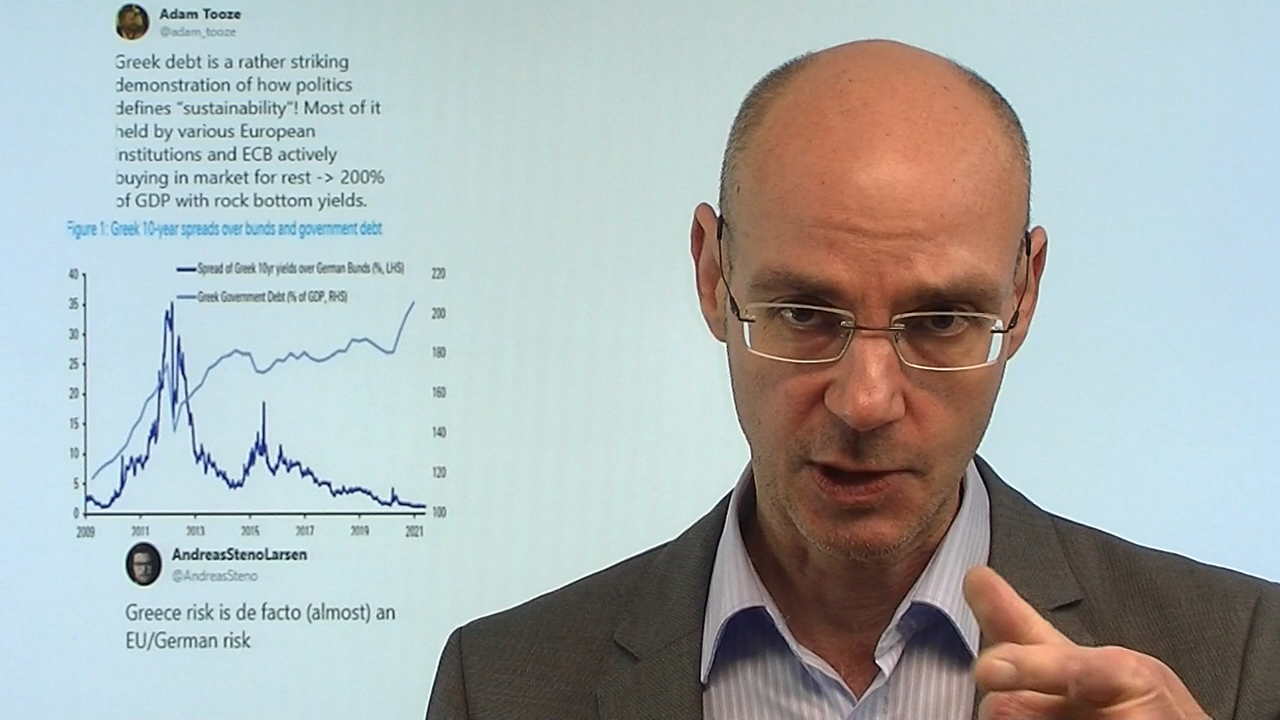 Adam Tooze
@adam_tooze
Greek debt is a rather striking
demonstration of how politics
defines "sustainability"! Most of it
held by various European
institutions and ECB actively
buying in market for rest -> 200%
of GDP with rock bottom yields.
Figure 1: Greek 10-year spreads over bunds and government debt
Spread of Greek 10yr yields over German Bunds (%, LHS)
Greek Government Debt (% of GDP, RHS)
40
35
30
25
20
15
10
5
0
220
200
180
160
140
120
100
2009 2011 2013 2015 2017 2019 2021
AndreasStenoLarsen
@AndreasSteno
Greece risk is de facto (almost) an
EU/German risk